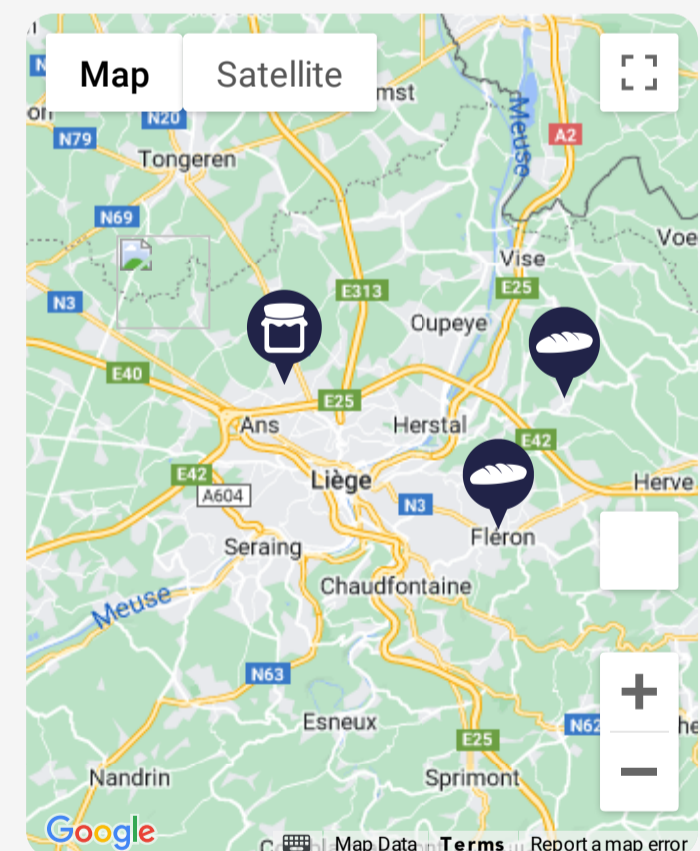 Map
Satellite
mst
N20
N79
Tongeren
Meuse
A2
N69
Voe
Vise
E313
E25
N3
Oupeye
E40
E25
Ans
Herstal
E42
E42
Liège
A604
N3
Herve
Fléron
Seraing
Chaudfontaine
Meuse
N63
Esneux
N62
he
E25
Nandrin
Sprimont
Google
Map Data
Terms
Report a map error